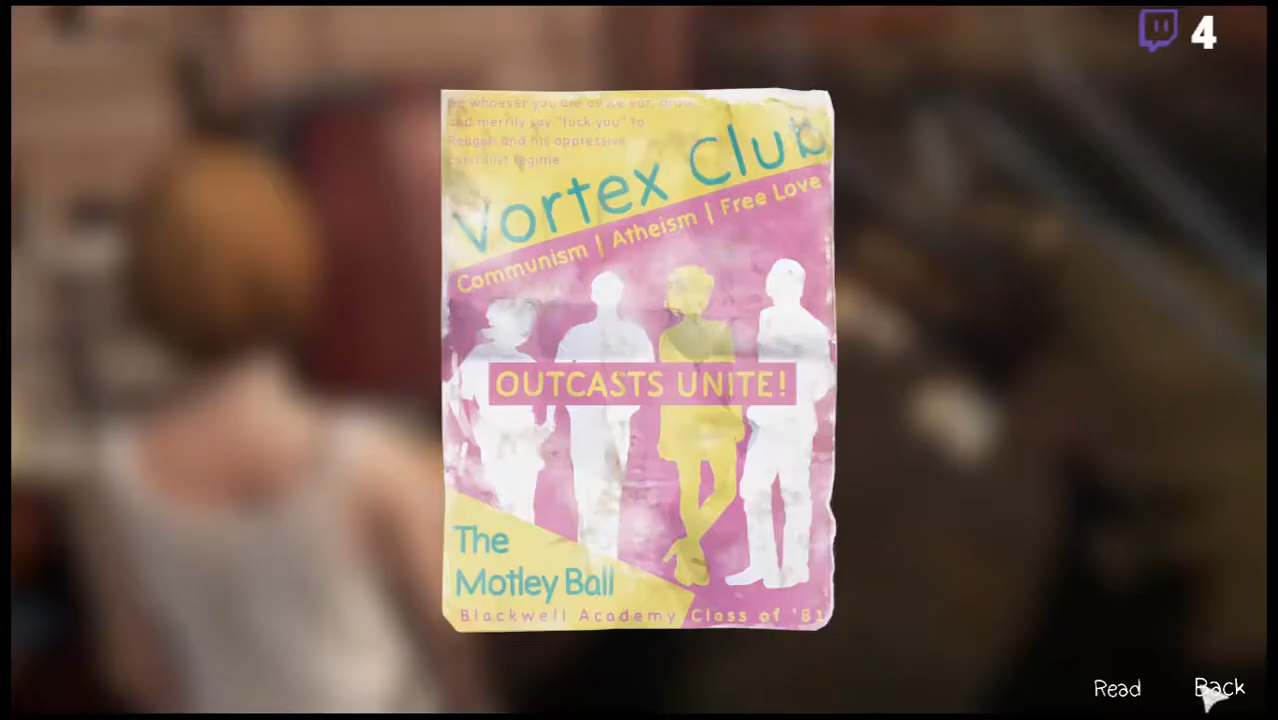 4
be whoever you are as we eat, drink
and merrily say "fuck you" to
Reagan and his oppressive
capitalist regime
Vortex Club
Communism | Atheism | Free Love
OUTCASTS UNITE!
The
Motley Ball
Blackwell Academy Class of '81
Read
Back